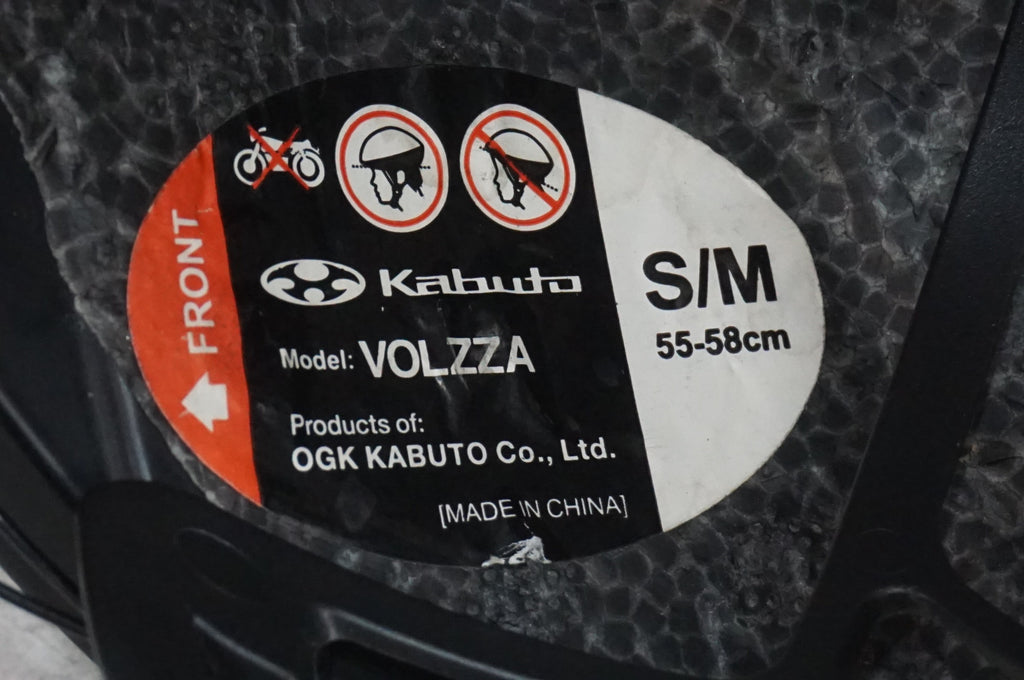 FRONT
Kabuto
Model: VOLZZA
Products of:
OGK KABUTO Co., Ltd.
[MADE IN CHINA]
S/M
55-58cm